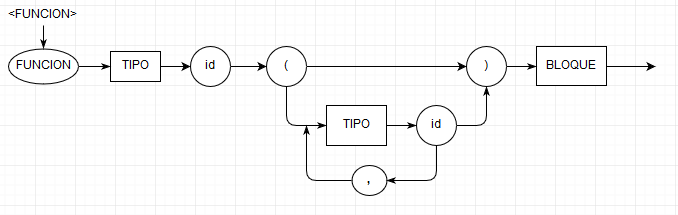 <FUNCION>
FUNCION TIPO id ( ) BLOQUE
TIPO id
,